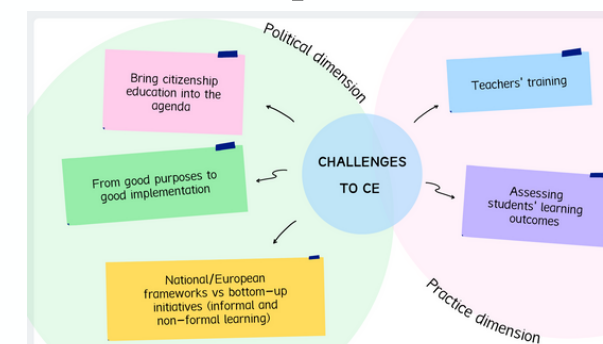 Political dimension
Bring citizenship
education into the
agenda
From good purposes to
good implementation
National/European
frameworks vs bottom-up
initiatives (informal and
non-formal learning)
CHALLENGES
TO CE
Teachers' training
Assessing
students' learning
outcomes
Practice dimension